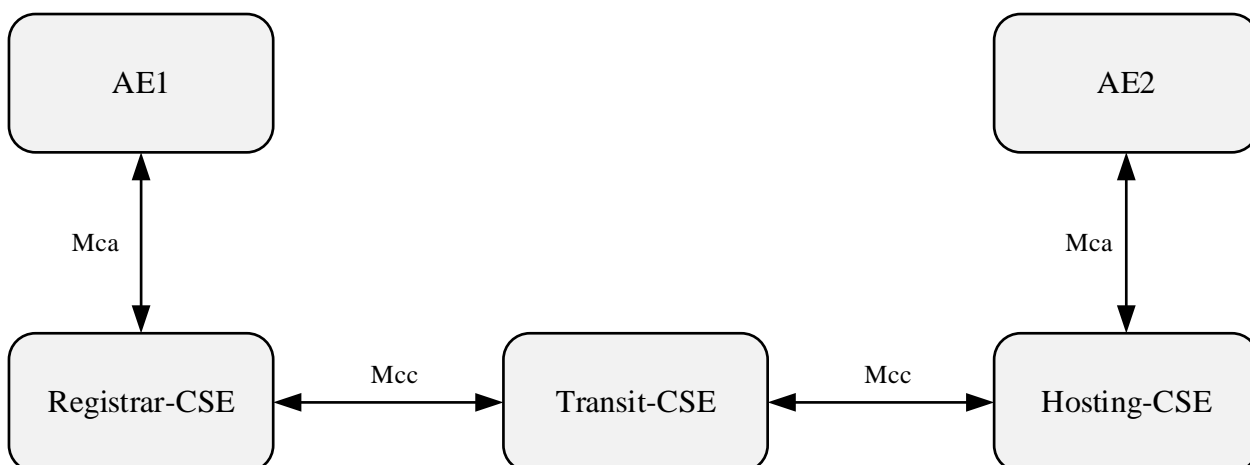 AE1
AE2
Mca
Mca
Mcc
Mcc
Registrar-CSE
Transit-CSE
Hosting-CSE